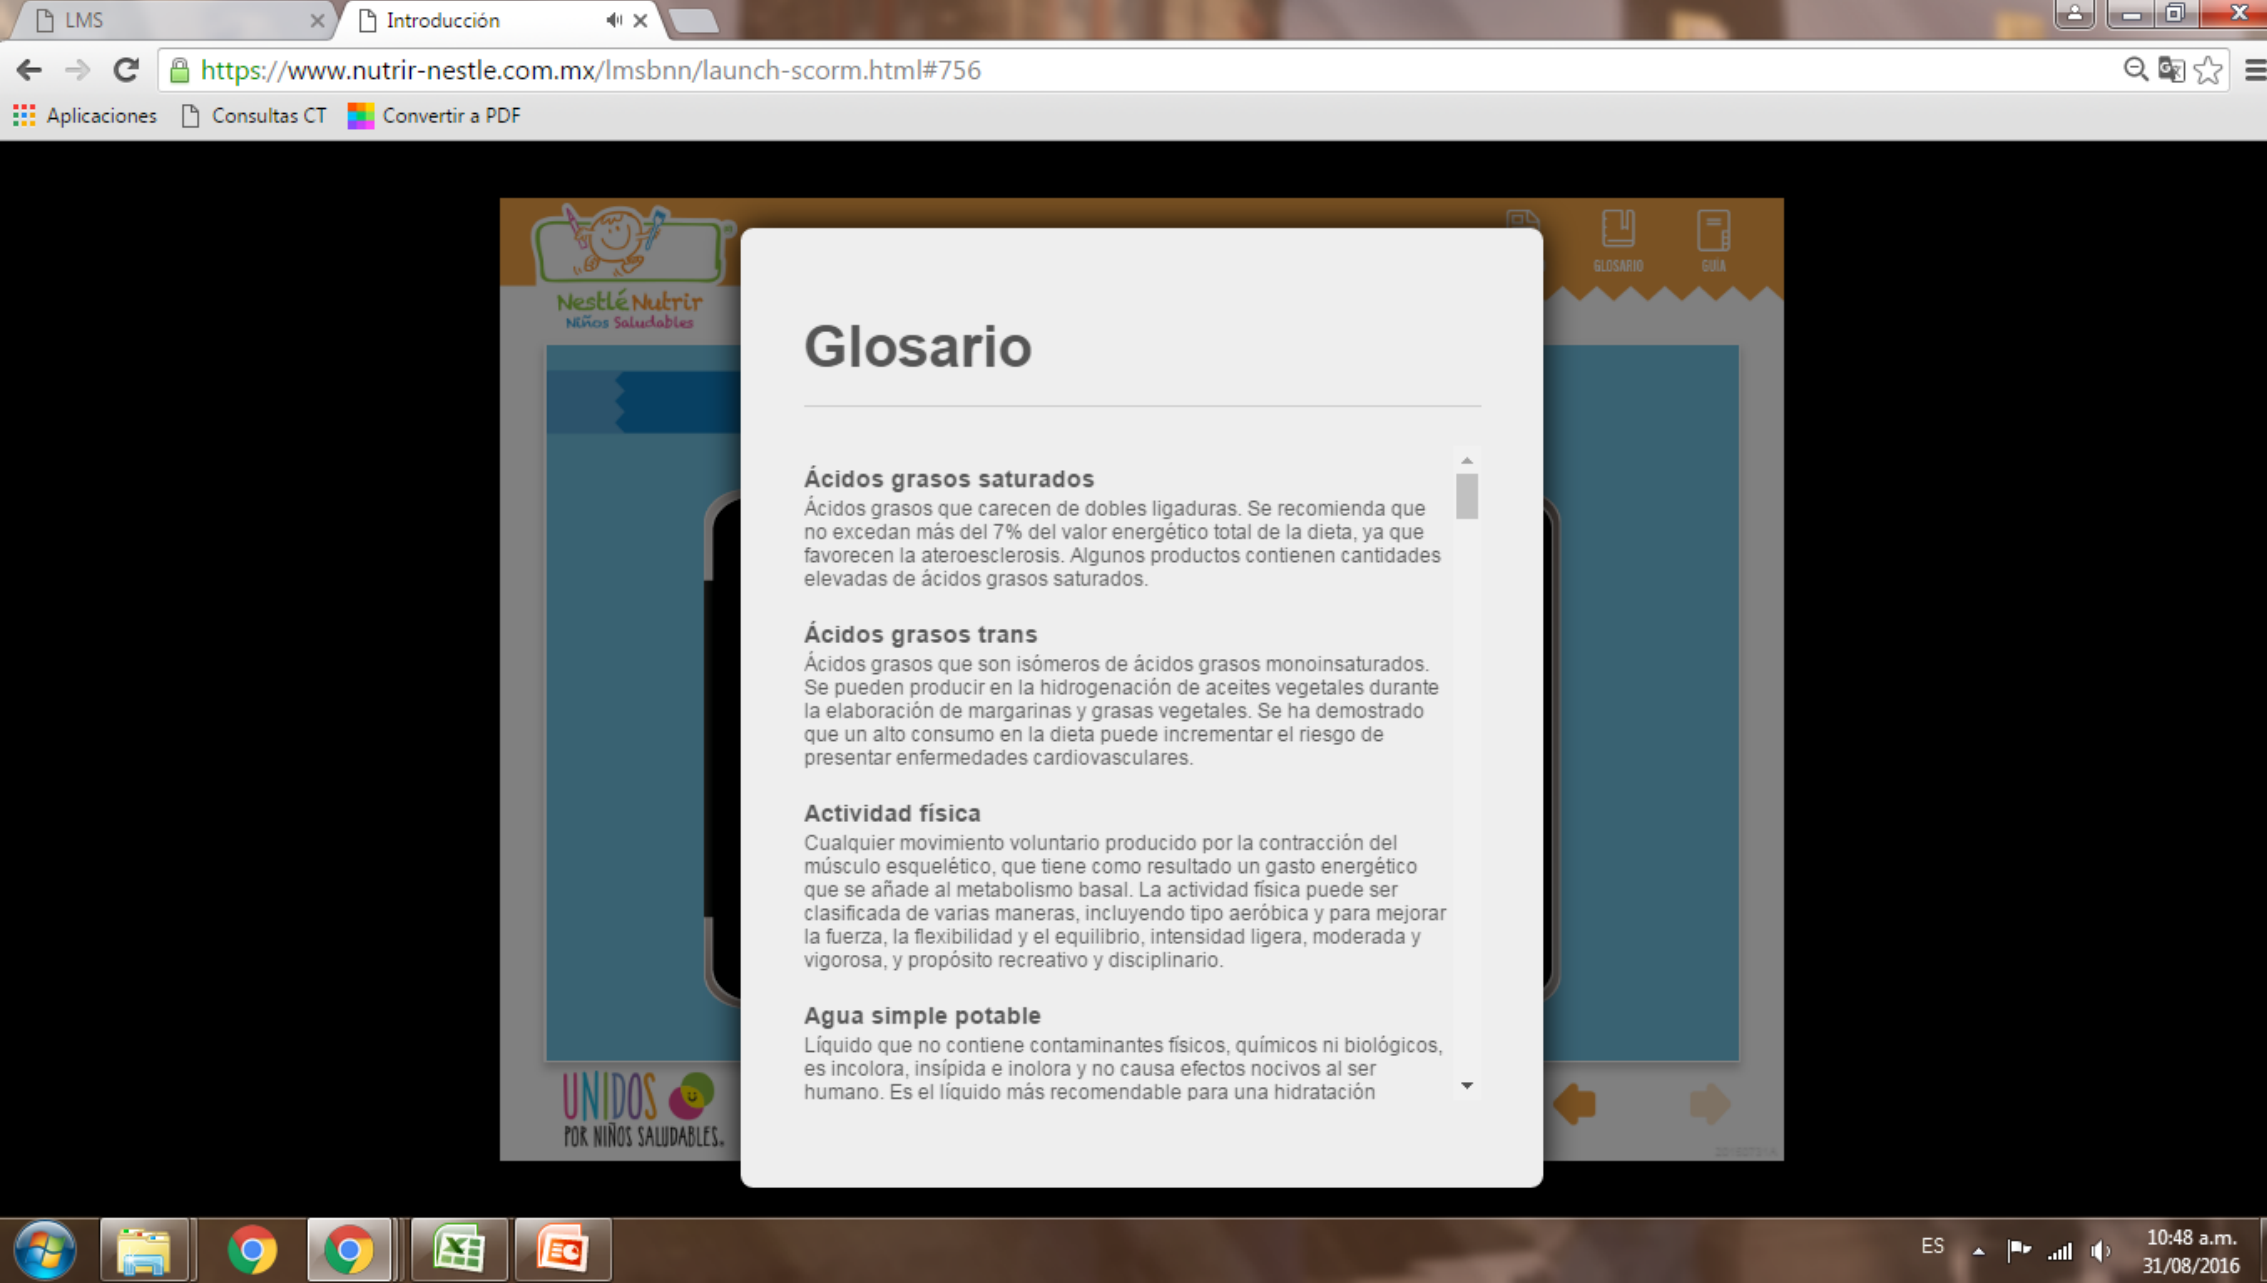 LMS
Introducción
https://www.nutrir-nestle.com.mx/lmsbnn/launch-scorm.html#756
Aplicaciones
Consultas CT
Convertir a PDF
Nestlé Nutrir
Niños Saludables
GLOSARIO
GUÍA
Glosario
Ácidos grasos saturados
Ácidos grasos que carecen de dobles ligaduras. Se recomienda que
no excedan más del 7% del valor energético total de la dieta, ya que
favorecen la ateroesclerosis. Algunos productos contienen cantidades
elevadas de ácidos grasos saturados.
Ácidos grasos trans
Ácidos grasos que son isómeros de ácidos grasos monoinsaturados.
Se pueden producir en la hidrogenación de aceites vegetales durante
la elaboración de margarinas y grasas vegetales. Se ha demostrado
que un alto consumo en la dieta puede incrementar el riesgo de
presentar enfermedades cardiovasculares.
Actividad física
Cualquier movimiento voluntario producido por la contracción del
músculo esquelético, que tiene como resultado un gasto energético
que se añade al metabolismo basal. La actividad física puede ser
clasificada de varias maneras, incluyendo tipo aeróbica y para mejorar
la fuerza, la flexibilidad y el equilibrio, intensidad ligera, moderada y
vigorosa, y propósito recreativo y disciplinario.
Agua simple potable
Líquido que no contiene contaminantes físicos, químicos ni biológicos,
es incolora, insípida e inolora y no causa efectos nocivos al ser
humano. Es el líquido más recomendable para una hidratación
UNIDOS
POR NIÑOS SALUDABLES.
ES
10:48 a.m.
31/08/2016